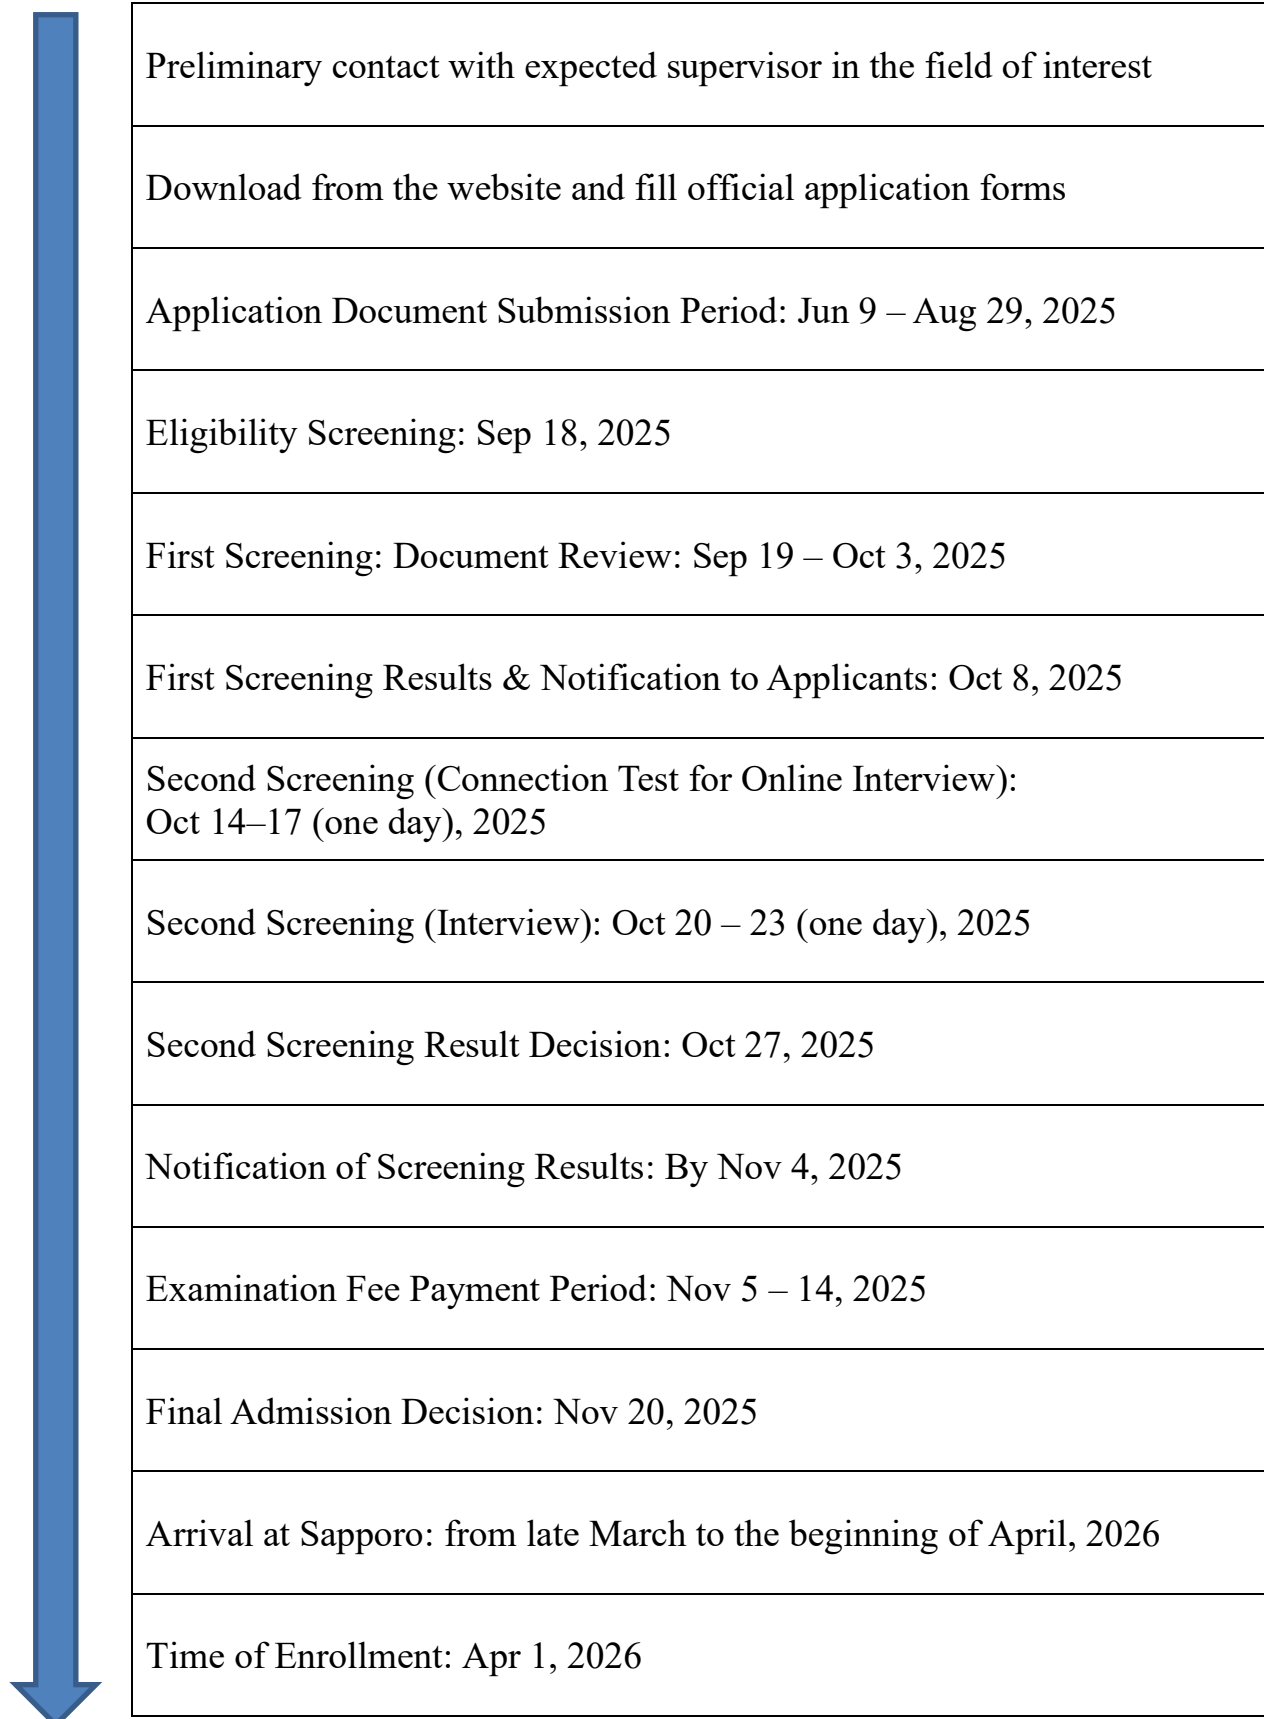 Preliminary contact with expected supervisor in the field of interest
Download from the website and fill official application forms
Application Document Submission Period: Jun 9 – Aug 29, 2025
Eligibility Screening: Sep 18, 2025
First Screening: Document Review: Sep 19 – Oct 3, 2025
First Screening Results & Notification to Applicants: Oct 8, 2025
Second Screening (Connection Test for Online Interview):
Oct 14–17 (one day), 2025
Second Screening (Interview): Oct 20 – 23 (one day), 2025
Second Screening Result Decision: Oct 27, 2025
Notification of Screening Results: By Nov 4, 2025
Examination Fee Payment Period: Nov 5 – 14, 2025
Final Admission Decision: Nov 20, 2025
Arrival at Sapporo: from late March to the beginning of April, 2026
Time of Enrollment: Apr 1, 2026